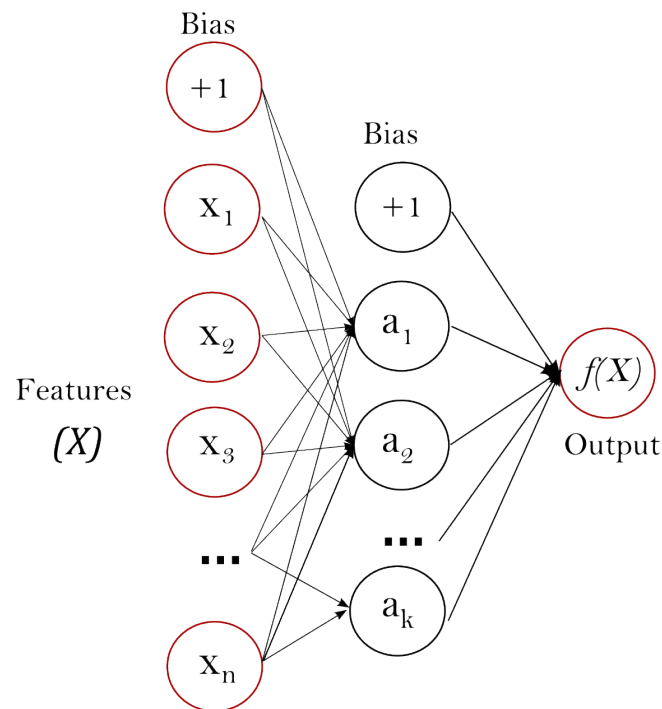 Bias
+1
x1
x2
x3
...
xn
Features
(X)
Bias
+1
a1
a2
...
ak
f(X)
Output